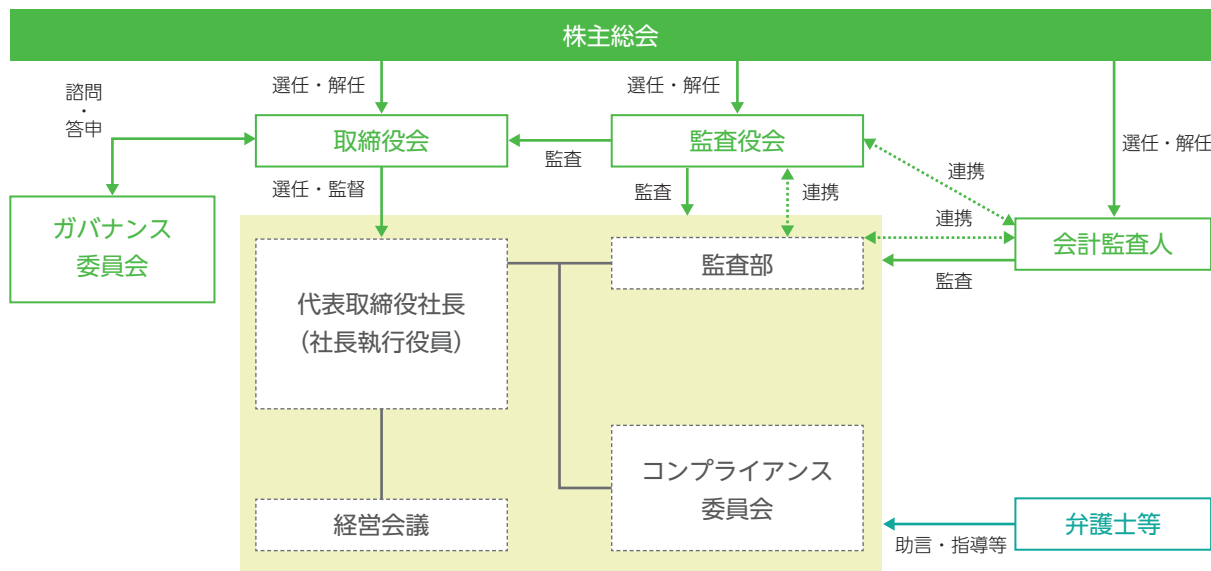 株主総会
諮問
・
答申
選任・解任
選任・解任
選任・解任
取締役会
監査
監査役会
選任・監督
監査
連携
連携
連携
ガバナンス
委員会
会計監査人
監査
代表取締役社長
（社長執行役員）
監査部
コンプライアンス
委員会
経営会議
弁護士等
助言・指導等